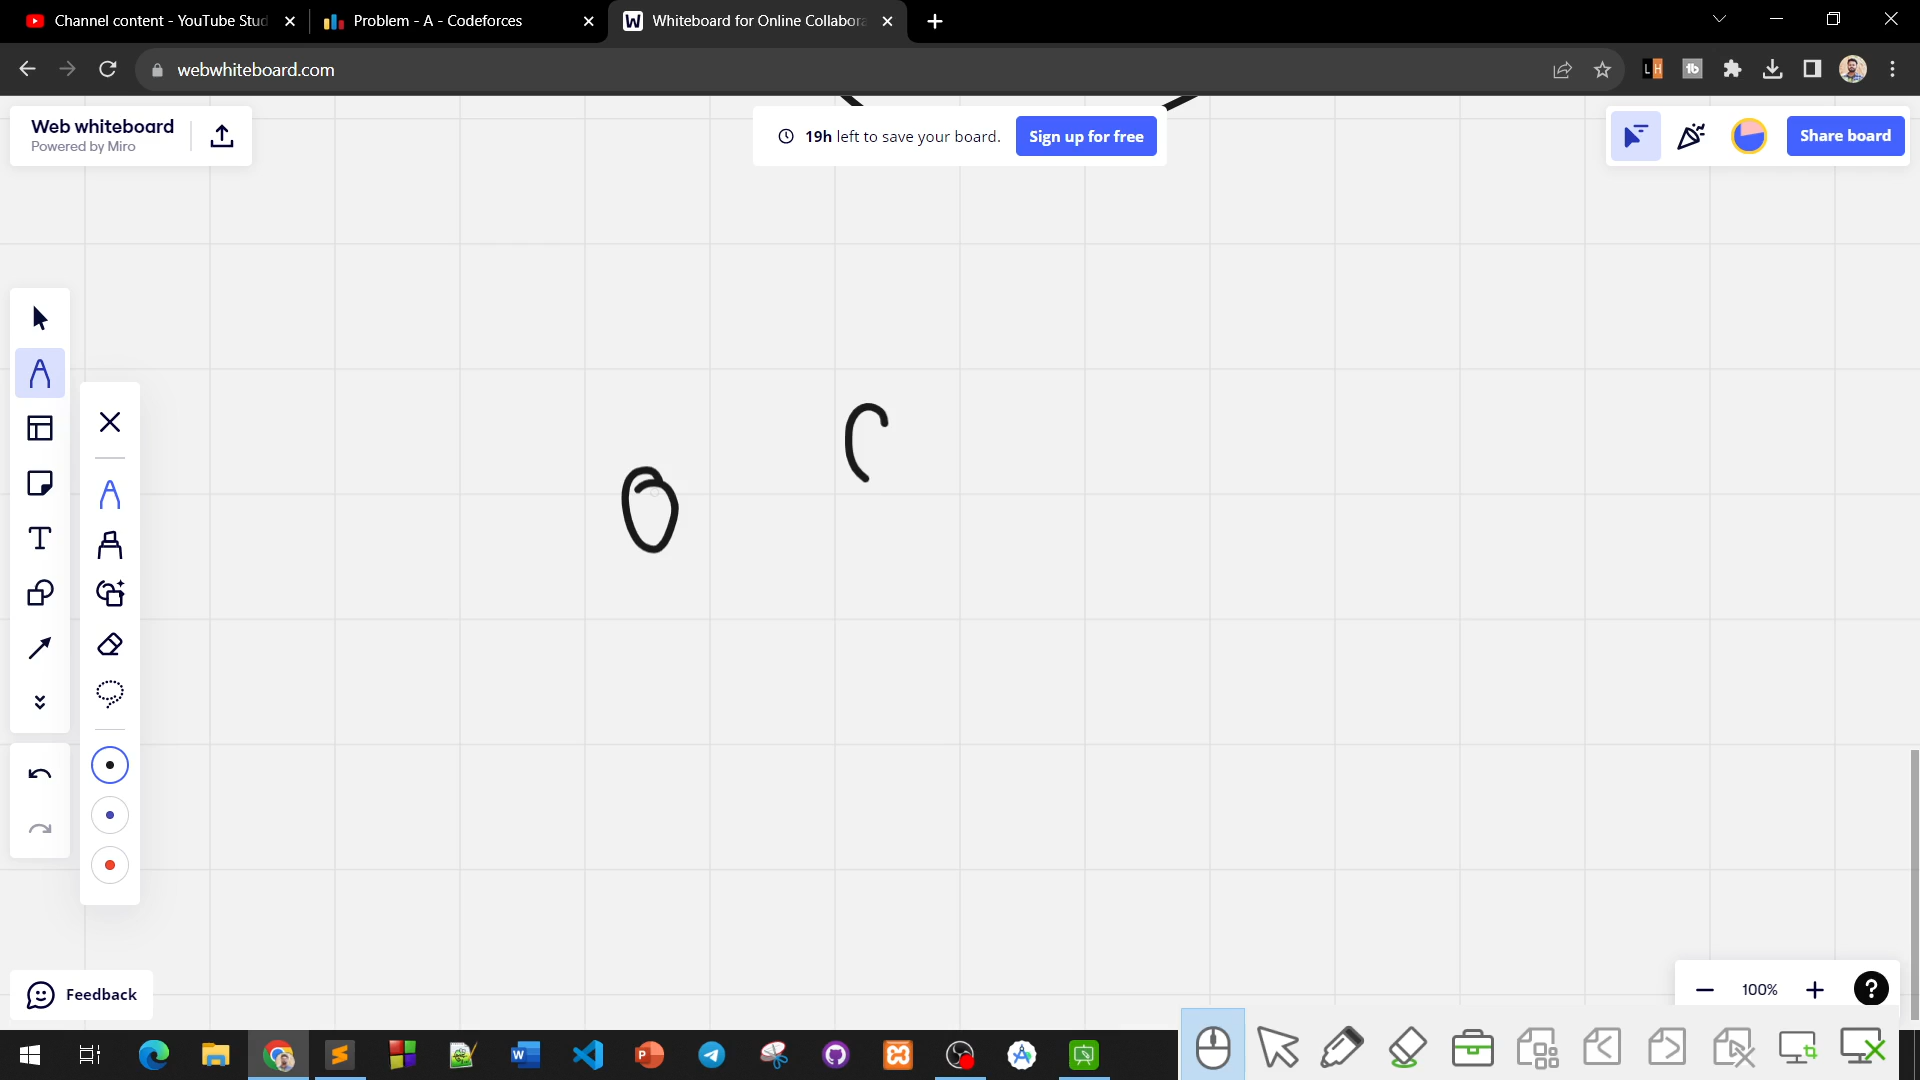 Channel content - YouTube Stud
Problem - A - Codeforces
Whiteboard for Online Collabora
webwhiteboard.com
Web whiteboard
Powered by Miro
19h left to save your board.
Sign up for free
Share board
0
Feedback
100%